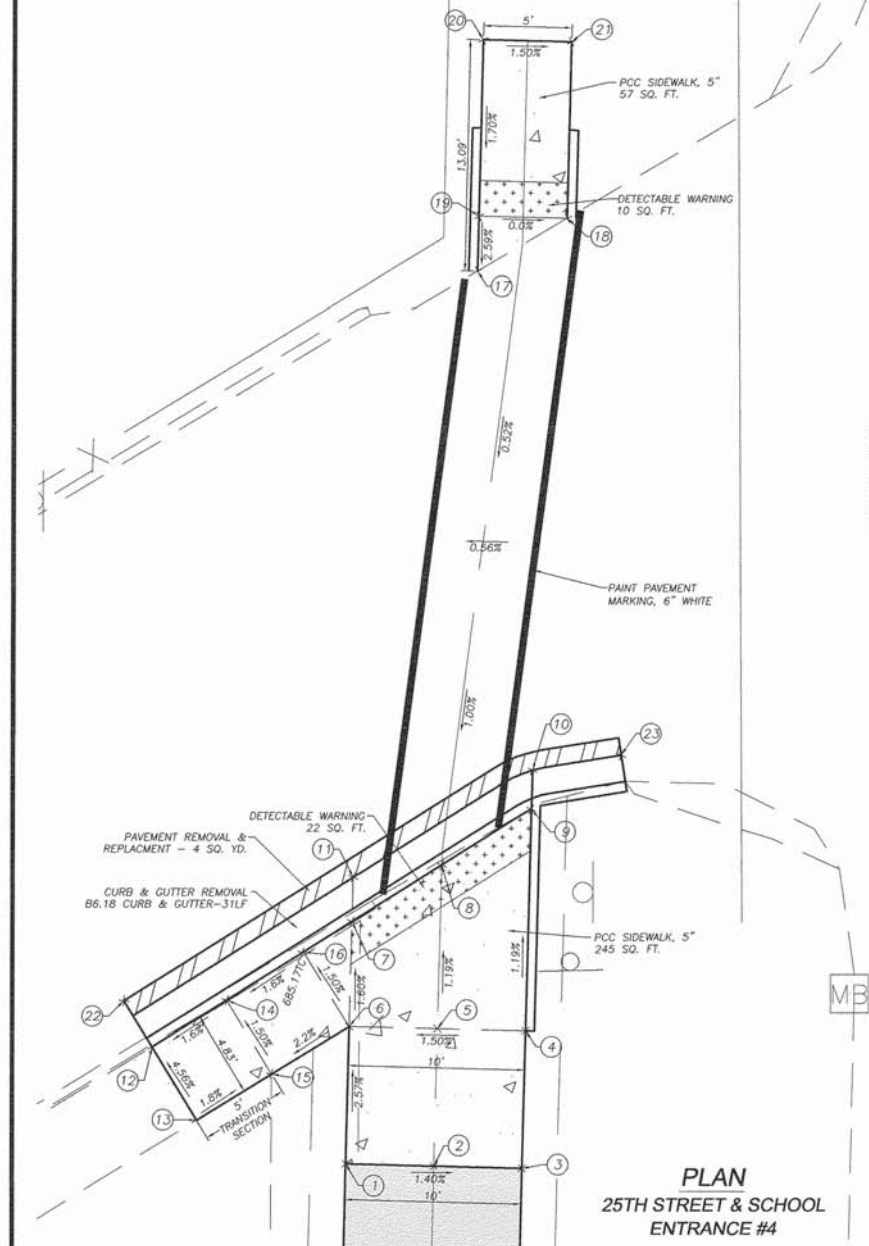 20
5'
21
1.50%
PCC SIDEWALK, 5"
57 SQ. FT.
1.70%
13.09'
DETECTABLE WARNING
10 SQ. FT.
19
0.0%
18
2.59%
17
0.52%
0.56%
PAINT PAVEMENT
MARKING, 6" WHITE
1.00%
10
23
DETECTABLE WARNING
22 SQ. FT.
PAVEMENT REMOVAL &
REPLACMENT – 4 SQ. YD.
11
9
CURB & GUTTER REMOVAL
B6.18 CURB & GUTTER–31LF
8
PCC SIDEWALK, 5"
245 SQ. FT.
7
16
1.19%
1.19%
685.17TC
1.60%
1.50%
1.6%
MB
22
14
6
5
1.50%
4
1.6%
1.50%
2.2%
4.83'
10'
12
4.56%
15
1.8%
2.57%
5'
TRANSITION
SECTION
13
2
1
1.40%
3
10'
PLAN
25TH STREET & SCHOOL
ENTRANCE #4